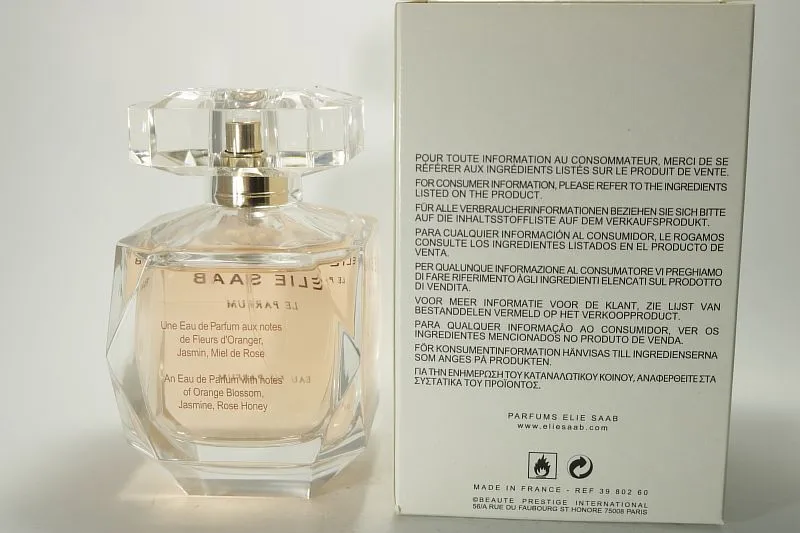 ELIE SAAB
LE PARFUM
Une Eau de Parfum aux notes
de Fleurs d'Oranger,
Jasmin, Miel de Rose
An Eau de Parfum with notes
of Orange Blossom,
Jasmine, Rose Honey
POUR TOUTE INFORMATION AU CONSOMMATEUR, MERCI DE SE
RÉFÉRER AUX INGRÉDIENTS LISTÉS SUR LE PRODUIT DE VENTE.
FOR CONSUMER INFORMATION, PLEASE REFER TO THE INGREDIENTS
LISTED ON THE PRODUCT.
FÜR ALLE VERBRAUCHERINFORMATIONEN BEZIEHEN SIE SICH BITTE
AUF DIE INHALTSSTOFFLISTE AUF DEM VERKAUFSPRODUKT.
PARA CUALQUIER INFORMACIÓN AL CONSUMIDOR, LE ROGAMOS
CONSULTE LOS INGREDIENTES LISTADOS EN EL PRODUCTO DE
VENTA.
PER QUALUNQUE INFORMAZIONE AL CONSUMATORE VI PREGHIAMO
DI FARE RIFERIMENTO ÀGLI INGREDIENTI ELENCATI SUL PRODOTTO
DI VENDITA.
VOOR MEER INFORMATIE VOOR DE KLANT, ZIE LIJST VAN
BESTANDDELEN VERMELD OP HET VERKOOPPRODUCT.
PARA QUALQUER INFORMAÇÃO AO CONSUMIDOR, VER OS
INGREDIENTES MENCIONADOS NO PRODUTO DE VENDA.
FÖR KONSUMENTINFORMATION HÄNVISAS TILL INGREDIENSERNA
SOM ANGES PÅ PRODUKTEN.
ΓΙΑ ΤΗΝ ΕΝΗΜΕΡΩΣΗ ΤΟΥ ΚΑΤΑΝΑΛΩΤΙΚΟΥ ΚΟΙΝΟΥ, ΑΝΑΦΕΡΘΕΙΤΕ ΣΤΑ
ΣΥΣΤΑΤΙΚΑ ΤΟΥ ΠΡΟΪΟΝΤΟΣ.
PARFUMS ELIE SAAB
www.eliesaab.com
MADE IN FRANCE - REF 39 802 60
©BEAUTE PRESTIGE INTERNATIONAL
56/A RUE DU FAUBOURG ST HONORE 75008 PARIS